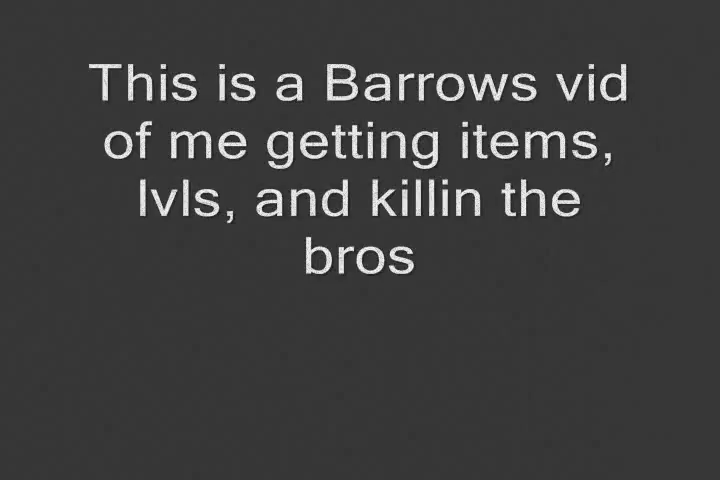 This is a Barrows vid
of me getting items,
lvls, and killin the
bros